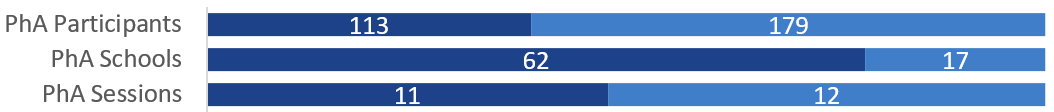 PhA Participants 113 179
PhA Schools 62 17
PhA Sessions 11 12